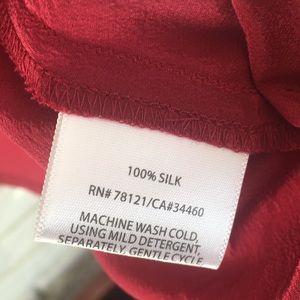 100% SILK
RN# 78121/CA#34460
MACHINE WASH COLD,
USING MILD DETERGENT,
SEPARATELY, GENTLE CYCLE